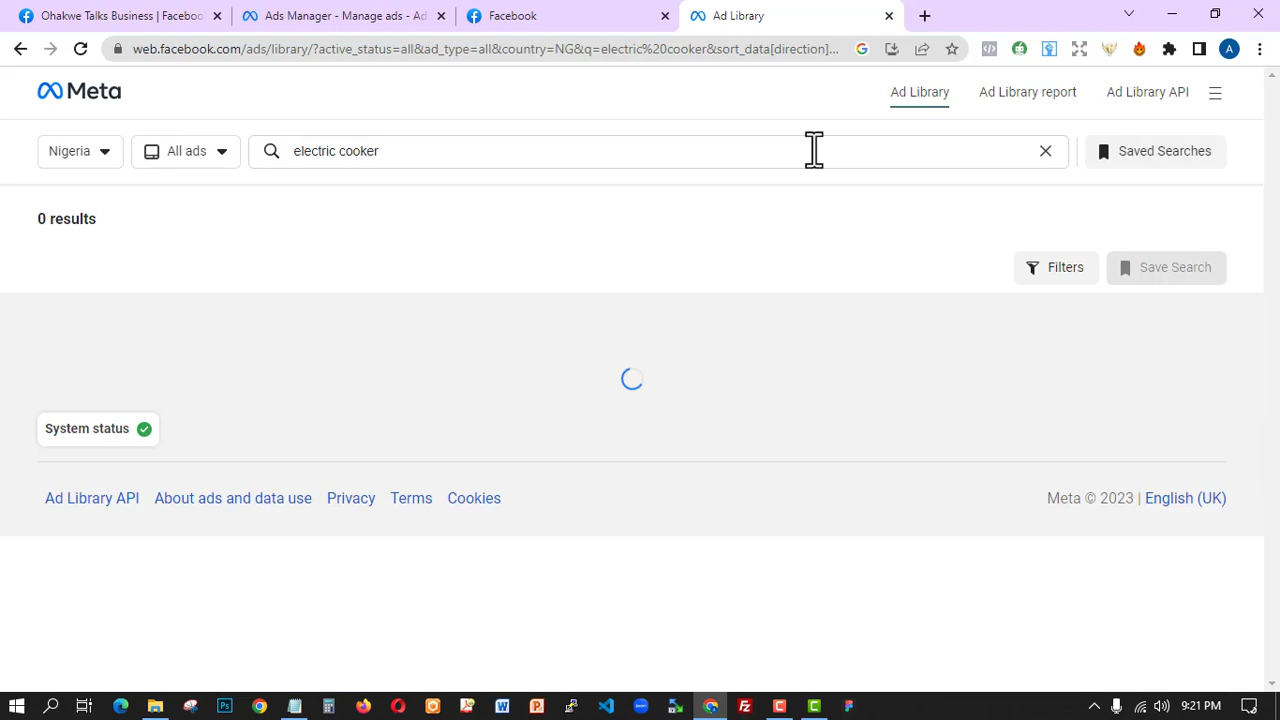 Ohakwe Talks Business | Faceboo
Ads Manager - Manage ads - Ad
Facebook
Ad Library
web.facebook.com/ads/library/?active_status=all&ad_type=all&country=NG&q=electric%20cooker&sort_data[direction]...
A
Meta
Ad Library
Ad Library report
Ad Library API
Nigeria
All ads
electric cooker
Saved Searches
0 results
Filters
Save Search
System status
Ad Library API
About ads and data use
Privacy
Terms
Cookies
Meta © 2023 | English (UK)
9:21 PM